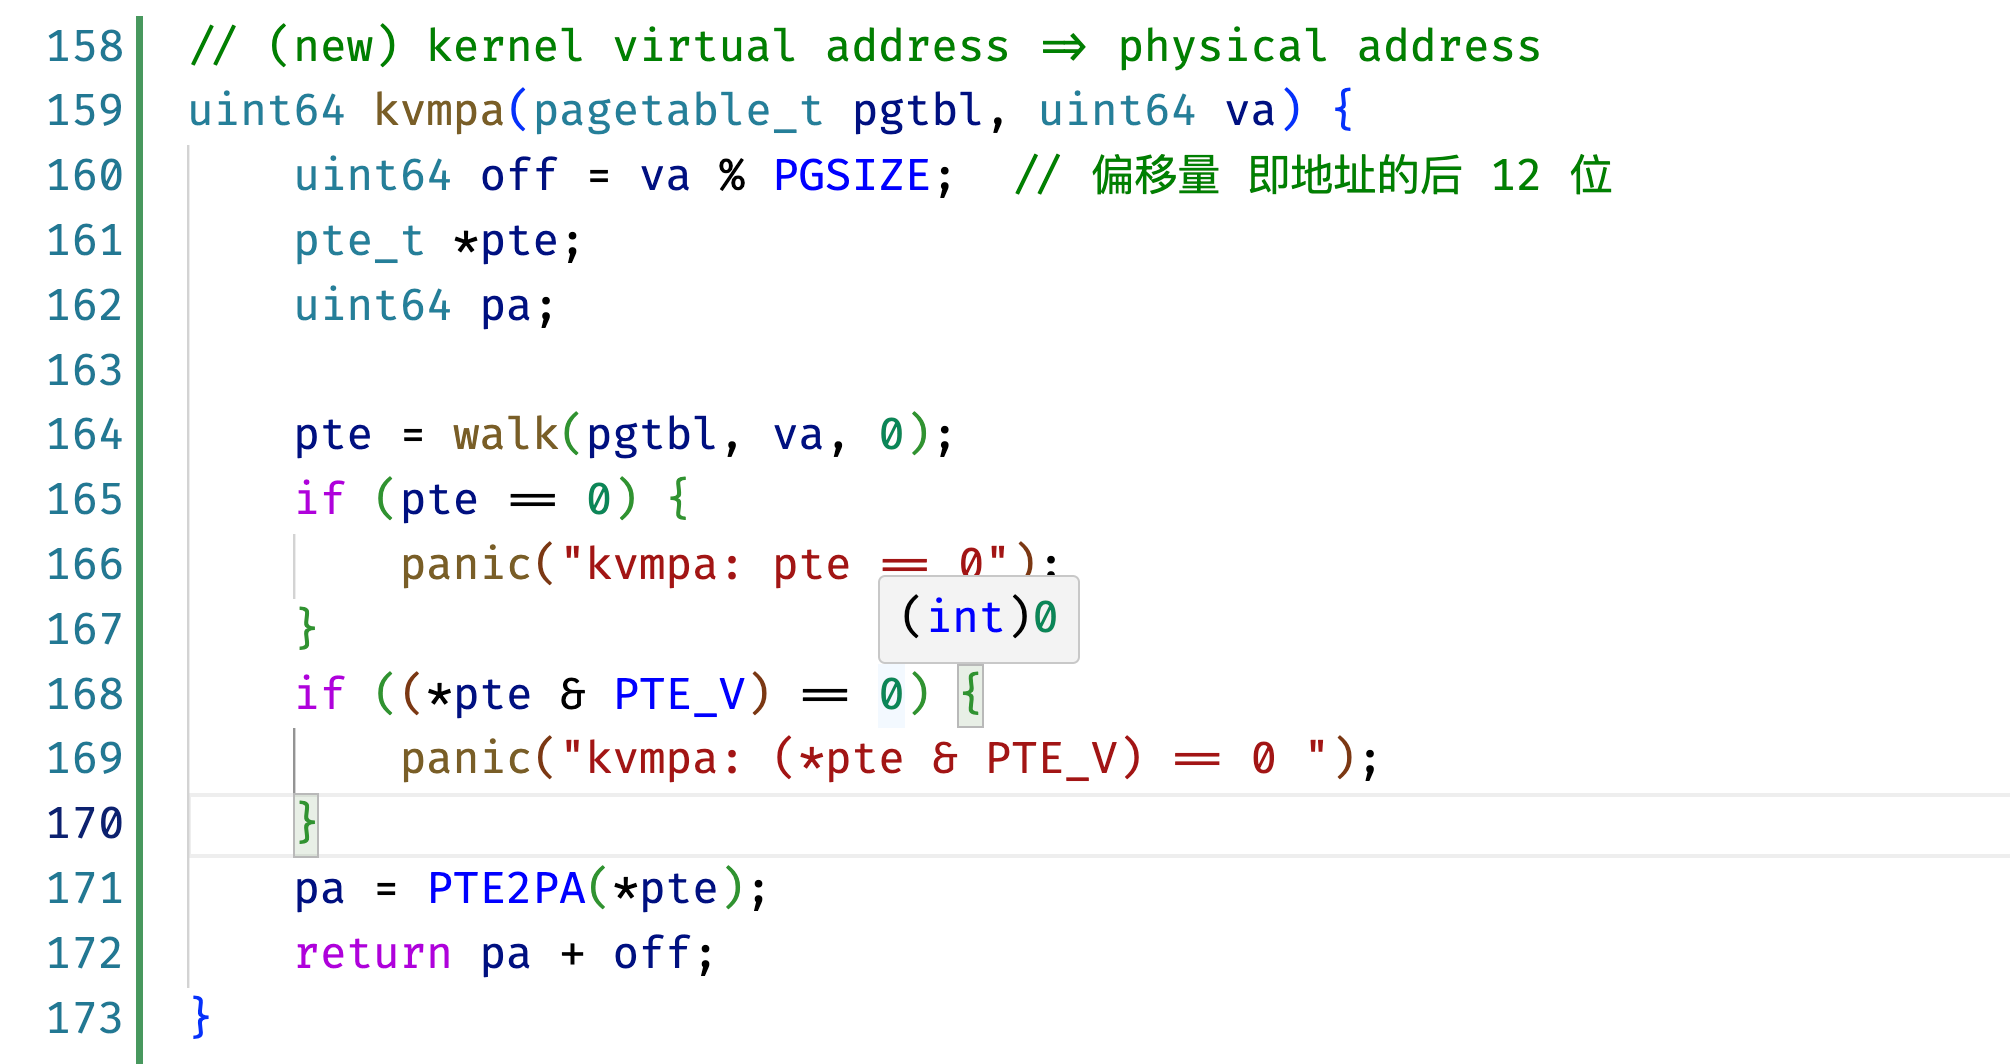 158 // (new) kernel virtual address => physical address
159 uint64 kvmpa(pagetable_t pgtbl, uint64 va) {
160     uint64 off = va % PGSIZE;  // 偏移量 即地址的后 12 位
161     pte_t *pte;
162     uint64 pa;
163
164     pte = walk(pgtbl, va, 0);
165     if (pte == 0) {
166         panic("kvmpa: pte == 0");
(int)0
167     }
168     if ((*pte & PTE_V) == 0) {
169         panic("kvmpa: (*pte & PTE_V) == 0 ");
170     }
171     pa = PTE2PA(*pte);
172     return pa + off;
173 }